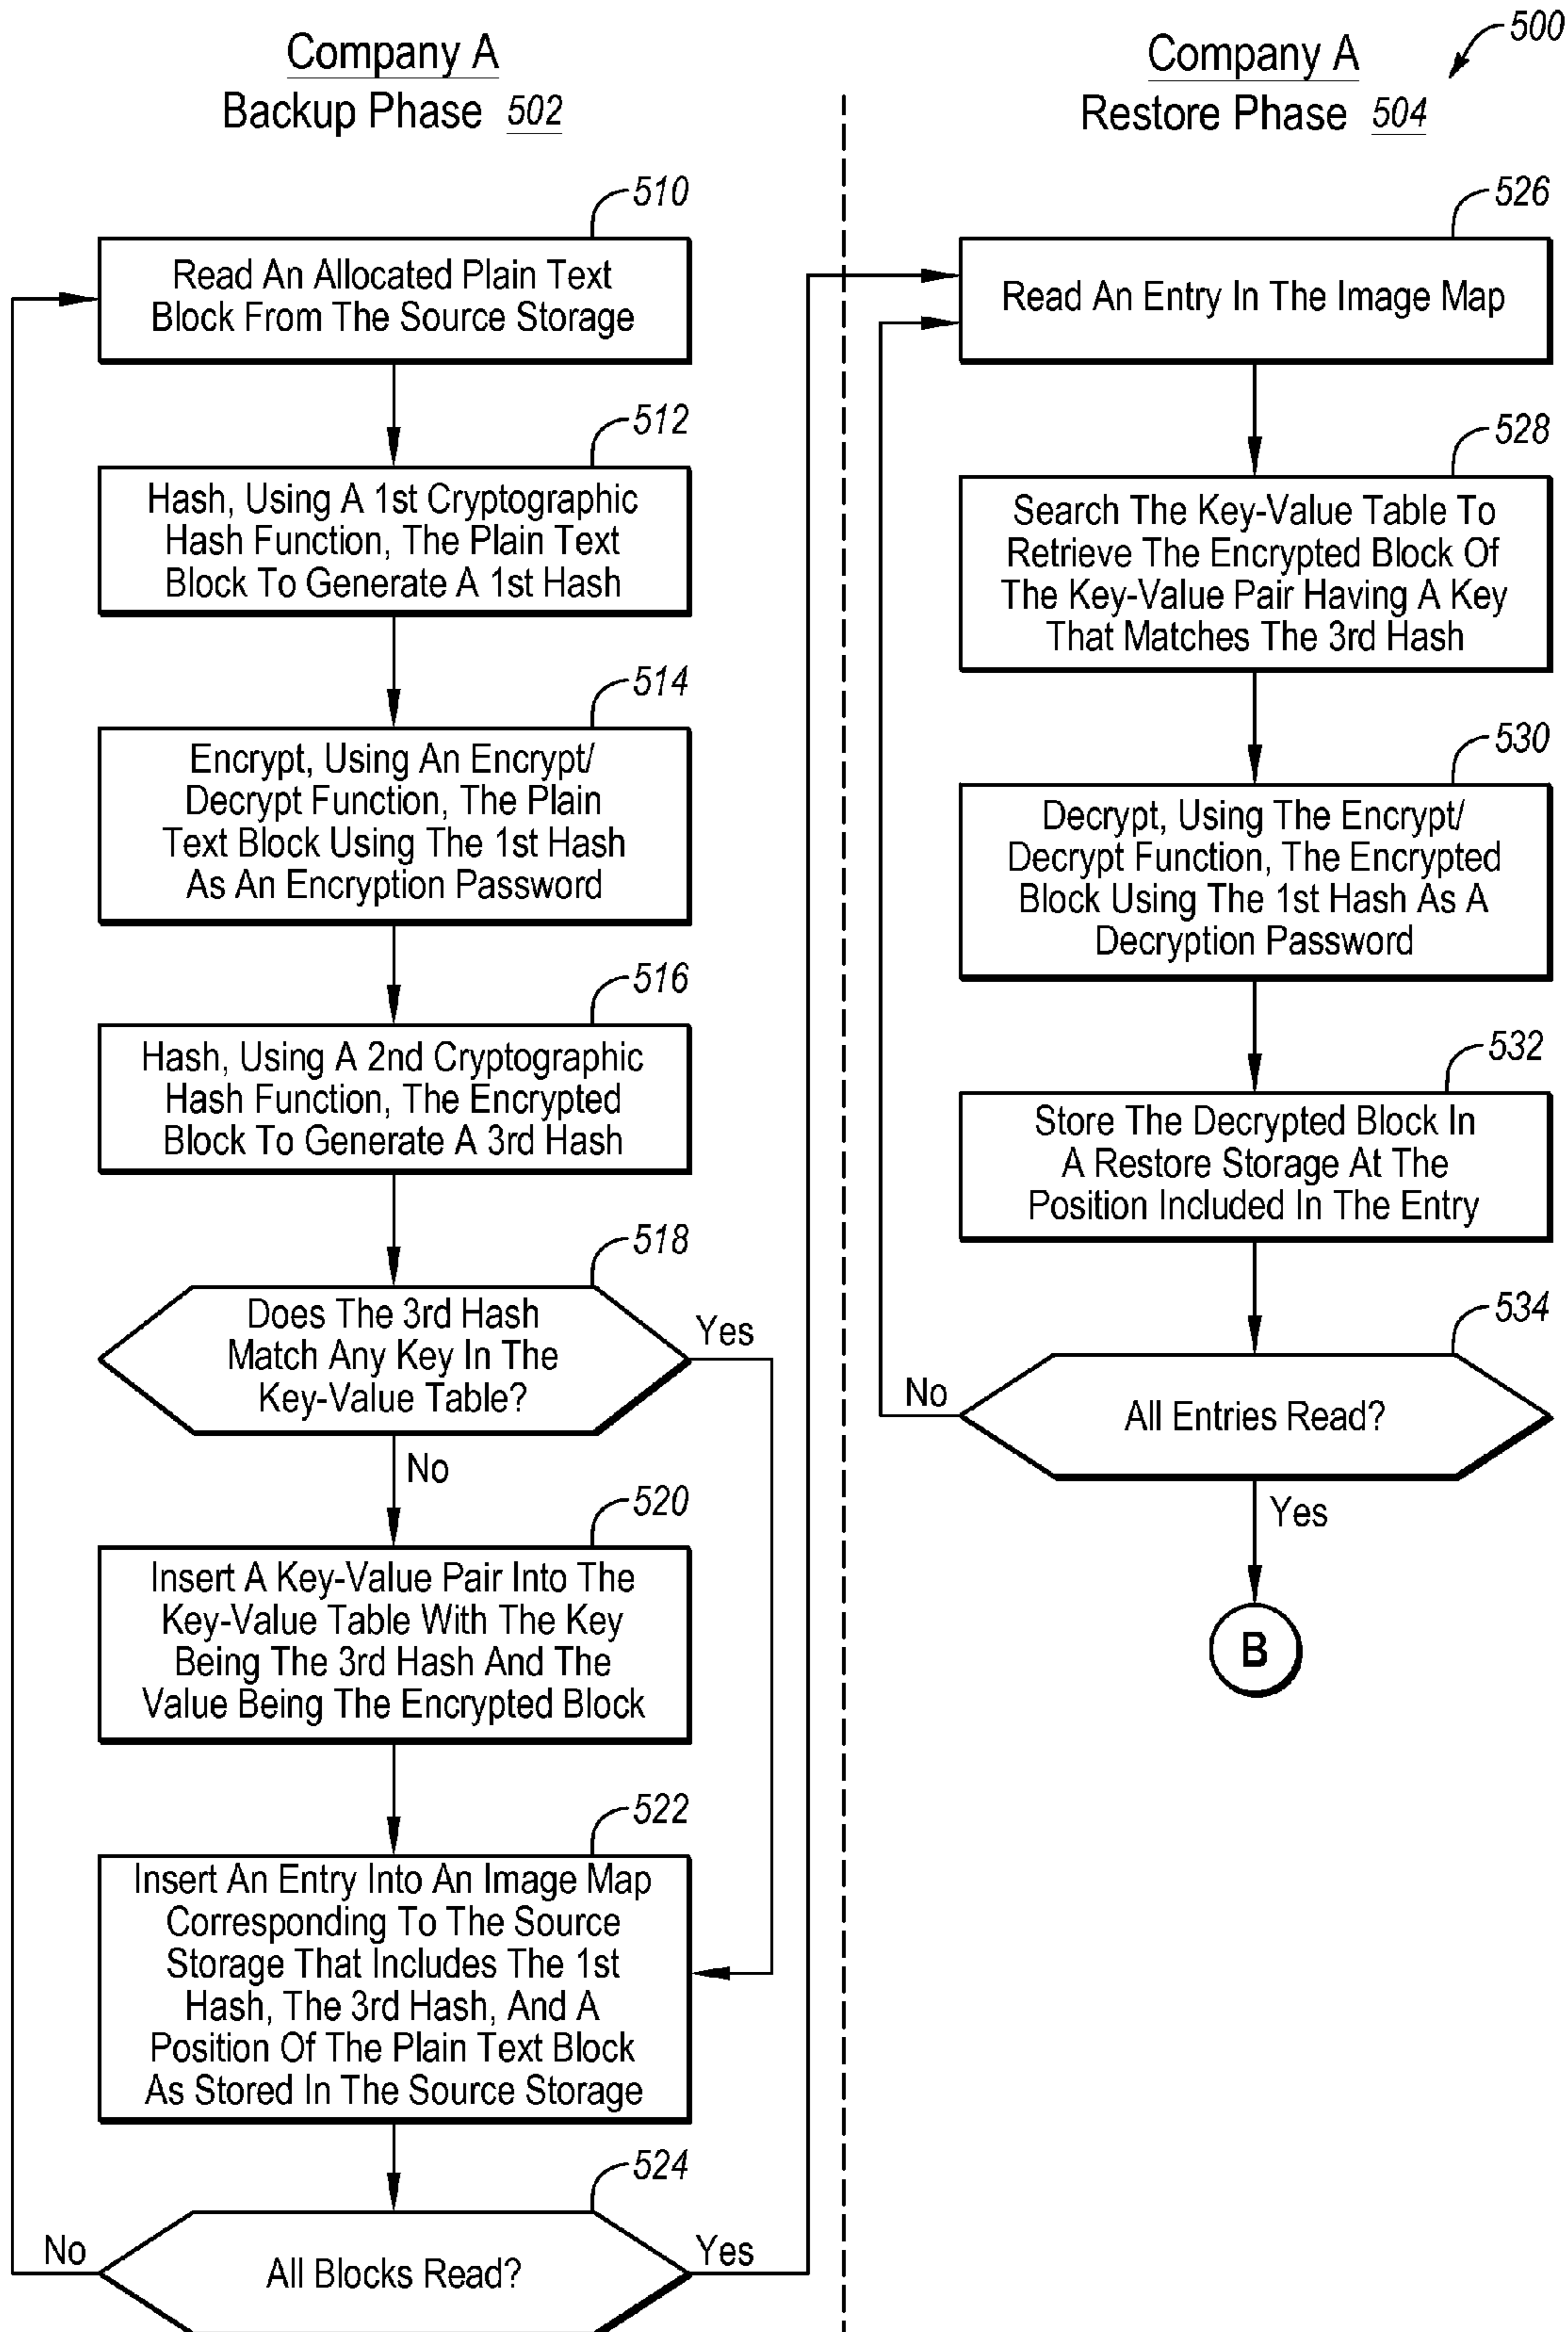 500
Company A
Backup Phase 502
510
Read An Allocated Plain Text
Block From The Source Storage
512
Hash, Using A 1st Cryptographic
Hash Function, The Plain Text
Block To Generate A 1st Hash
514
Encrypt, Using An Encrypt/
Decrypt Function, The Plain
Text Block Using The 1st Hash
As An Encryption Password
516
Hash, Using A 2nd Cryptographic
Hash Function, The Encrypted
Block To Generate A 3rd Hash
518
Does The 3rd Hash
Match Any Key In The
Key-Value Table?
Yes
No
520
Insert A Key-Value Pair Into The
Key-Value Table With The Key
Being The 3rd Hash And The
Value Being The Encrypted Block
522
Insert An Entry Into An Image Map
Corresponding To The Source
Storage That Includes The 1st
Hash, The 3rd Hash, And A
Position Of The Plain Text Block
As Stored In The Source Storage
524
All Blocks Read?
No
Yes
Company A
Restore Phase 504
526
Read An Entry In The Image Map
528
Search The Key-Value Table To
Retrieve The Encrypted Block Of
The Key-Value Pair Having A Key
That Matches The 3rd Hash
530
Decrypt, Using The Encrypt/
Decrypt Function, The Encrypted
Block Using The 1st Hash As A
Decryption Password
532
Store The Decrypted Block In
A Restore Storage At The
Position Included In The Entry
534
All Entries Read?
No
Yes
B